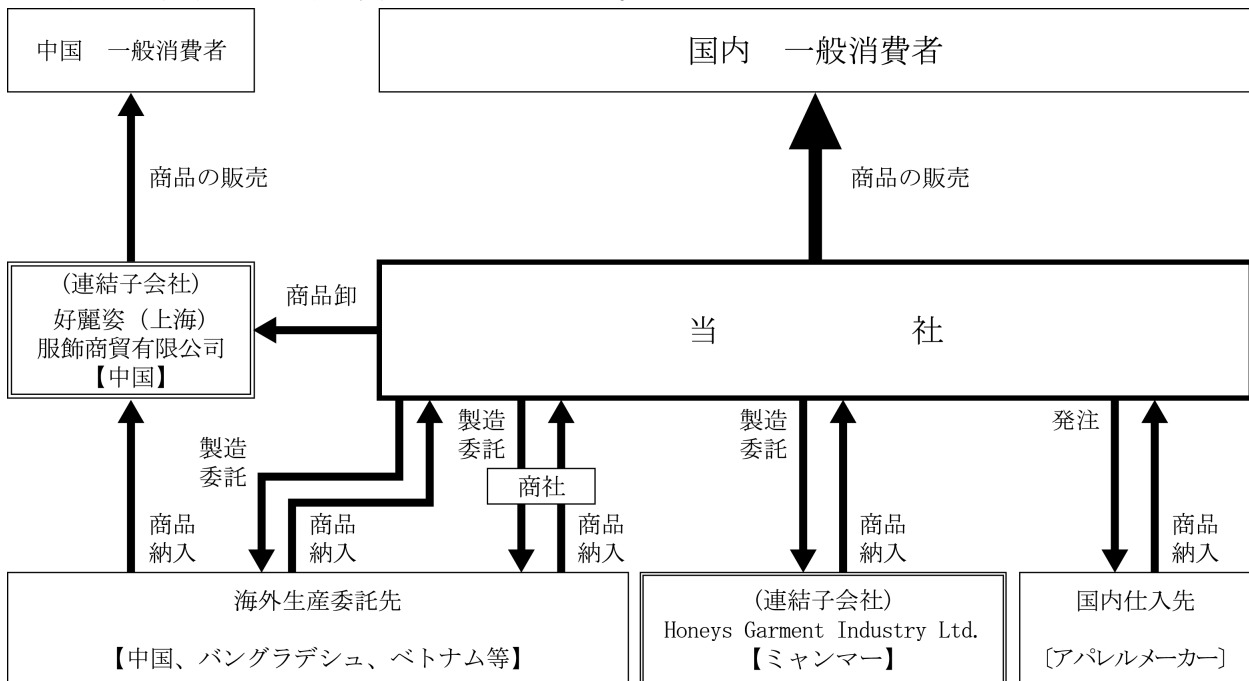 中国　一般消費者
国内　一般消費者
商品の販売
商品の販売
(連結子会社)
好麗姿（上海）
服飾商貿有限公司
【中国】
商品卸
当　　　社
製造
委託
製造
委託
製造
委託
発注
商社
商品
納入
商品
納入
商品
納入
商品
納入
商品
納入
海外生産委託先
【中国、バングラデシュ、ベトナム等】
(連結子会社)
Honeys Garment Industry Ltd.
【ミャンマー】
国内仕入先
〔アパレルメーカー〕